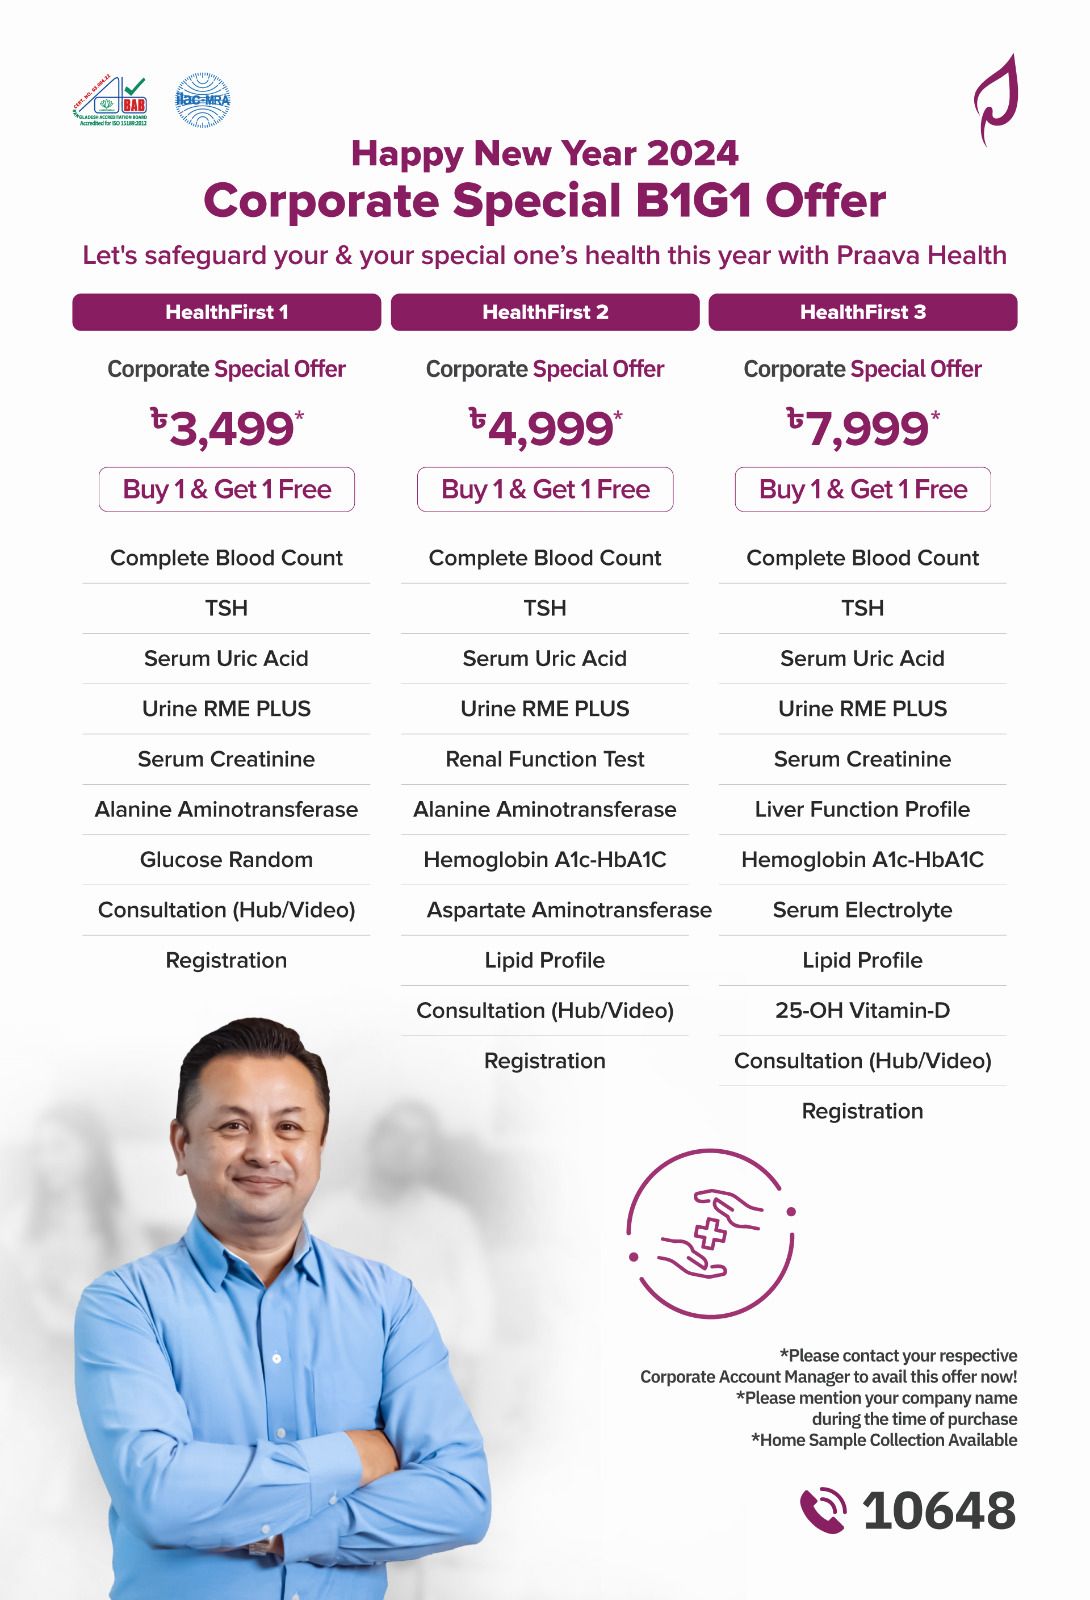 BAB
BANGLADESH ACCREDITATION BOARD
Accredited for ISO 15189:2012
ilac-MRA
Happy New Year 2024
Corporate Special B1G1 Offer
Let's safeguard your & your special one’s health this year with Praava Health
HealthFirst 1
Corporate Special Offer
৳3,499*
Buy 1 & Get 1 Free
Complete Blood Count
TSH
Serum Uric Acid
Urine RME PLUS
Serum Creatinine
Alanine Aminotransferase
Glucose Random
Consultation (Hub/Video)
Registration
HealthFirst 2
Corporate Special Offer
৳4,999*
Buy 1 & Get 1 Free
Complete Blood Count
TSH
Serum Uric Acid
Urine RME PLUS
Renal Function Test
Alanine Aminotransferase
Hemoglobin A1c-HbA1C
Aspartate Aminotransferase
Lipid Profile
Consultation (Hub/Video)
Registration
HealthFirst 3
Corporate Special Offer
৳7,999*
Buy 1 & Get 1 Free
Complete Blood Count
TSH
Serum Uric Acid
Urine RME PLUS
Serum Creatinine
Liver Function Profile
Hemoglobin A1c-HbA1C
Serum Electrolyte
Lipid Profile
25-OH Vitamin-D
Consultation (Hub/Video)
Registration
*Please contact your respective
Corporate Account Manager to avail this offer now!
*Please mention your company name
during the time of purchase
*Home Sample Collection Available
10648